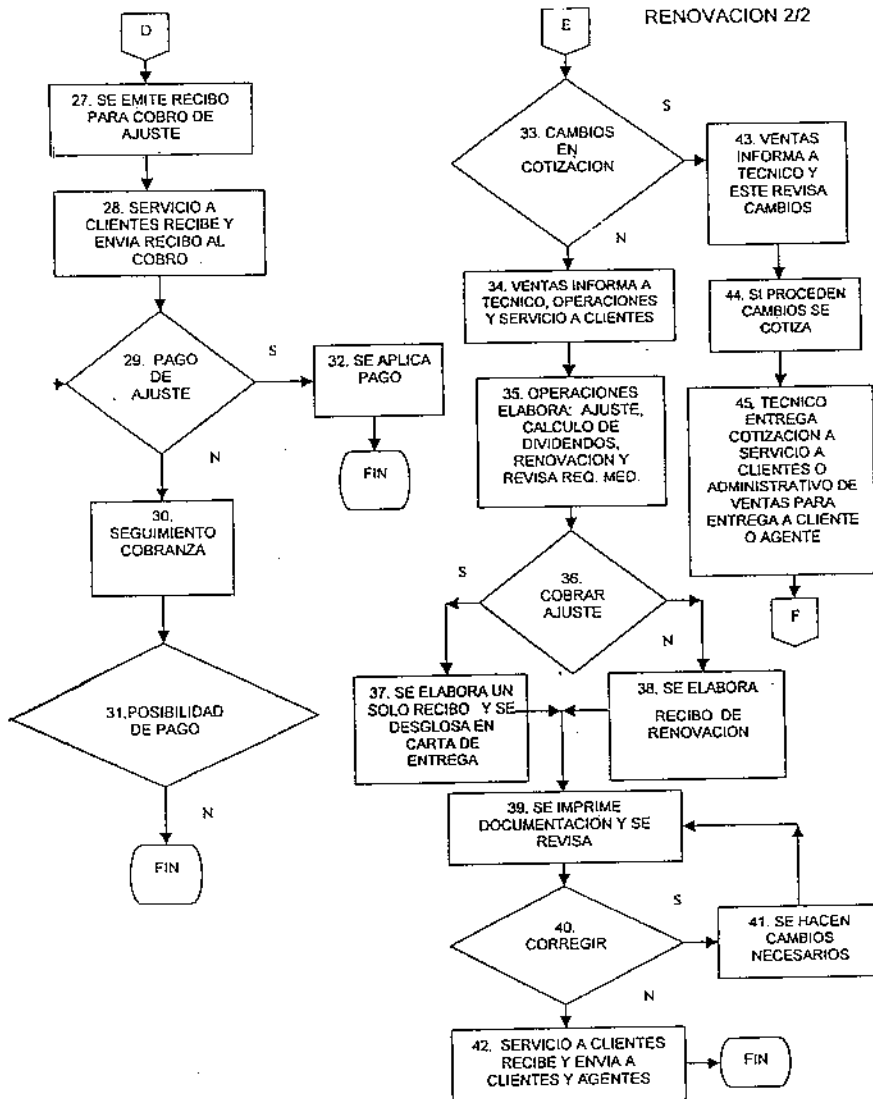 RENOVACION 2/2
D
27. SE EMITE RECIBO
PARA COBRO DE
AJUSTE
28. SERVICIO A
CLIENTES RECIBE Y
ENVIA RECIBO AL
COBRO
29. PAGO
DE
AJUSTE
S
N
32. SE APLICA
PAGO
FIN
30.
SEGUIMIENTO
COBRANZA
31.POSIBILIDAD
DE PAGO
N
FIN
E
33. CAMBIOS
EN
COTIZACION
S
N
43. VENTAS
INFORMA A
TECNICO Y
ESTE REVISA
CAMBIOS
44. SI PROCEDEN
CAMBIOS SE
COTIZA
45. TECNICO
ENTREGA
COTIZACION A
SERVICIO A
CLIENTES O
ADMINISTRATIVO DE
VENTAS PARA
ENTREGA A CLIENTE
O AGENTE
F
34. VENTAS INFORMA A
TECNICO, OPERACIONES
Y SERVICIO A CLIENTES
35. OPERACIONES
ELABORA: AJUSTE,
CALCULO DE
DIVIDENDOS,
RENOVACION Y
REVISA REQ. MED.
36.
COBRAR
AJUSTE
S
N
37. SE ELABORA UN
SOLO RECIBO Y SE
DESGLOSA EN
CARTA DE
ENTREGA
38. SE ELABORA
RECIBO DE
RENOVACION
39. SE IMPRIME
DOCUMENTACION Y SE
REVISA
40.
CORREGIR
S
N
41. SE HACEN
CAMBIOS
NECESARIOS
42. SERVICIO A CLIENTES
RECIBE Y ENVIA A
CLIENTES Y AGENTES
FIN